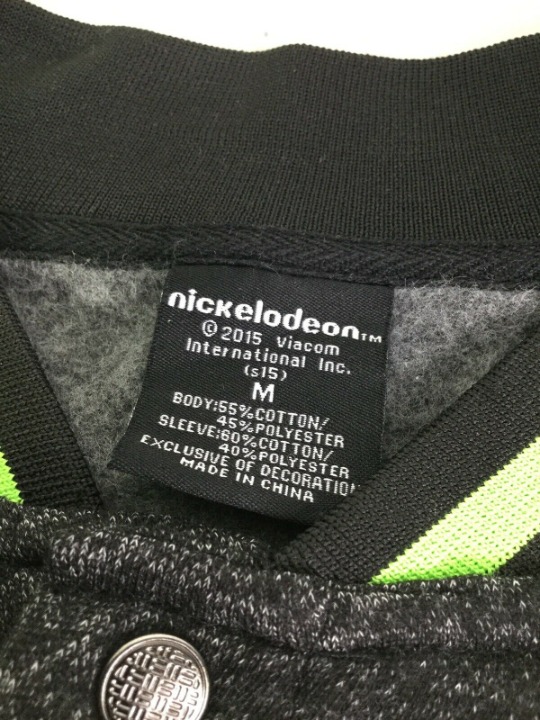 nickelodeon™
© 2015 Viacom
International Inc.
(s15)
M
BODY:55%COTTON/
45%POLYESTER
SLEEVE:60%COTTON/
40%POLYESTER
EXCLUSIVE OF DECORATION
MADE IN CHINA